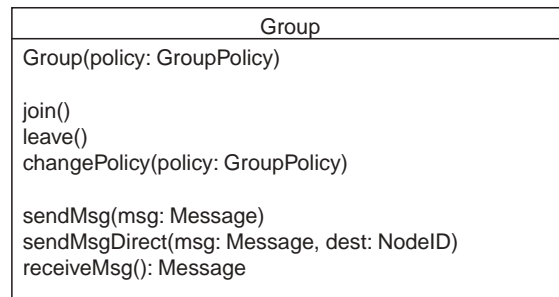 Group
Group(policy: GroupPolicy)
join()
leave()
changePolicy(policy: GroupPolicy)
sendMsg(msg: Message)
sendMsgDirect(msg: Message, dest: NodeID)
receiveMsg(): Message